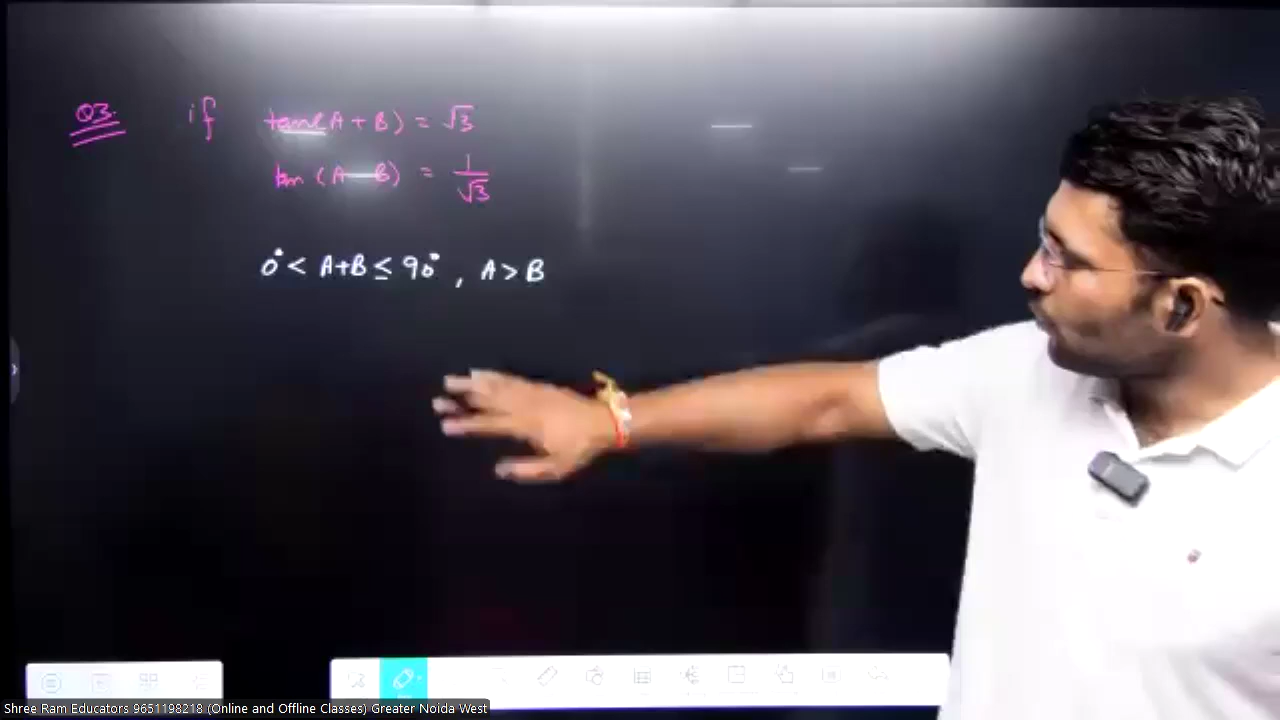 Q3. if tan(A+B) = √3
tan (A-B) = 1/√3
0° < A+B ≤ 90° , A > B
Shree Ram Educators 9651198218 (Online and Offline Classes) Greater Noida West